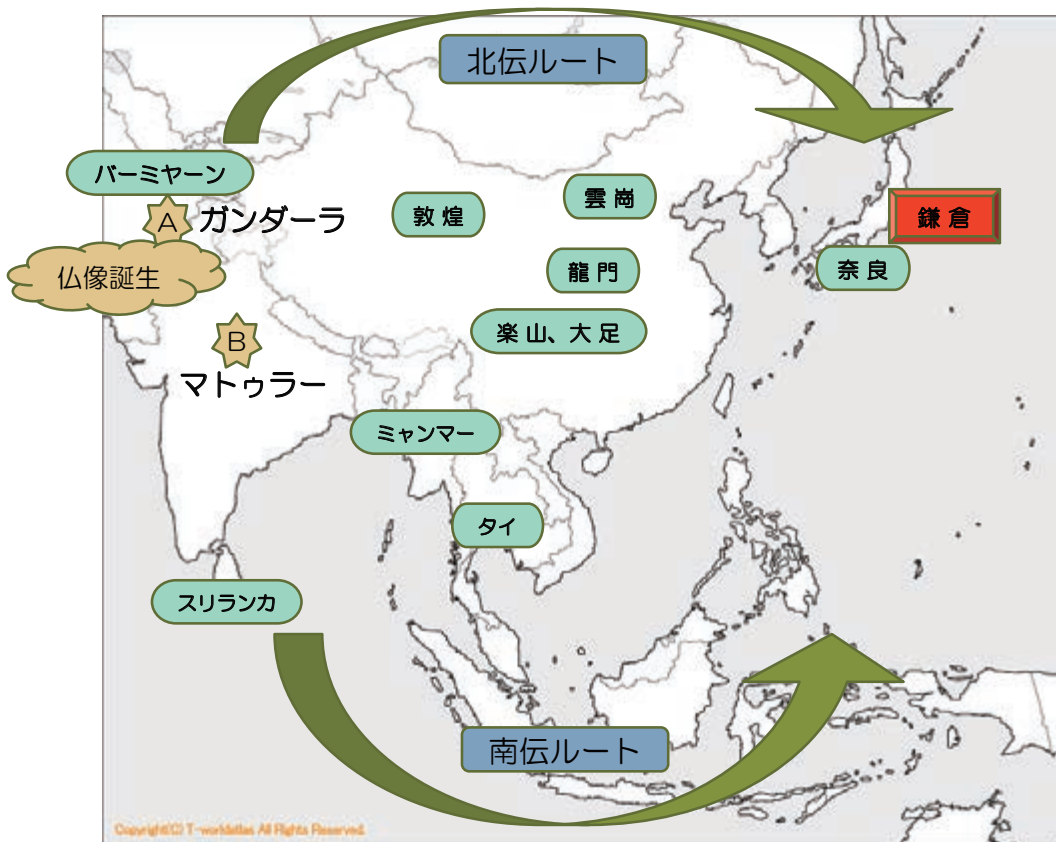 北伝ルート
バーミヤーン
A ガンダーラ
敦煌
雲崗
鎌倉
仏像誕生
龍門
奈良
楽山、大足
B
マトゥラー
ミャンマー
タイ
スリランカ
南伝ルート
Copyright(C) T-worldatlas All Rights Reserved.